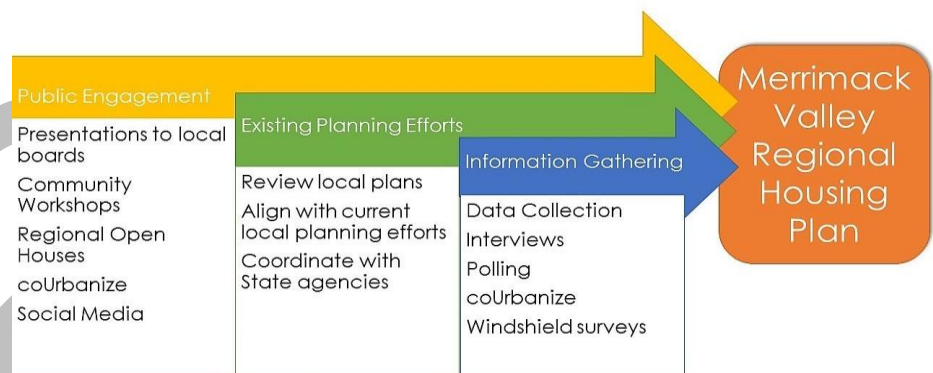 Public Engagement
Presentations to local
boards
Community
Workshops
Regional Open
Houses
coUrbanize
Social Media
Existing Planning Efforts
Review local plans
Align with current
local planning efforts
Coordinate with
State agencies
Information Gathering
Data Collection
Interviews
Polling
coUrbanize
Windshield surveys
Merrimack
Valley
Regional
Housing
Plan